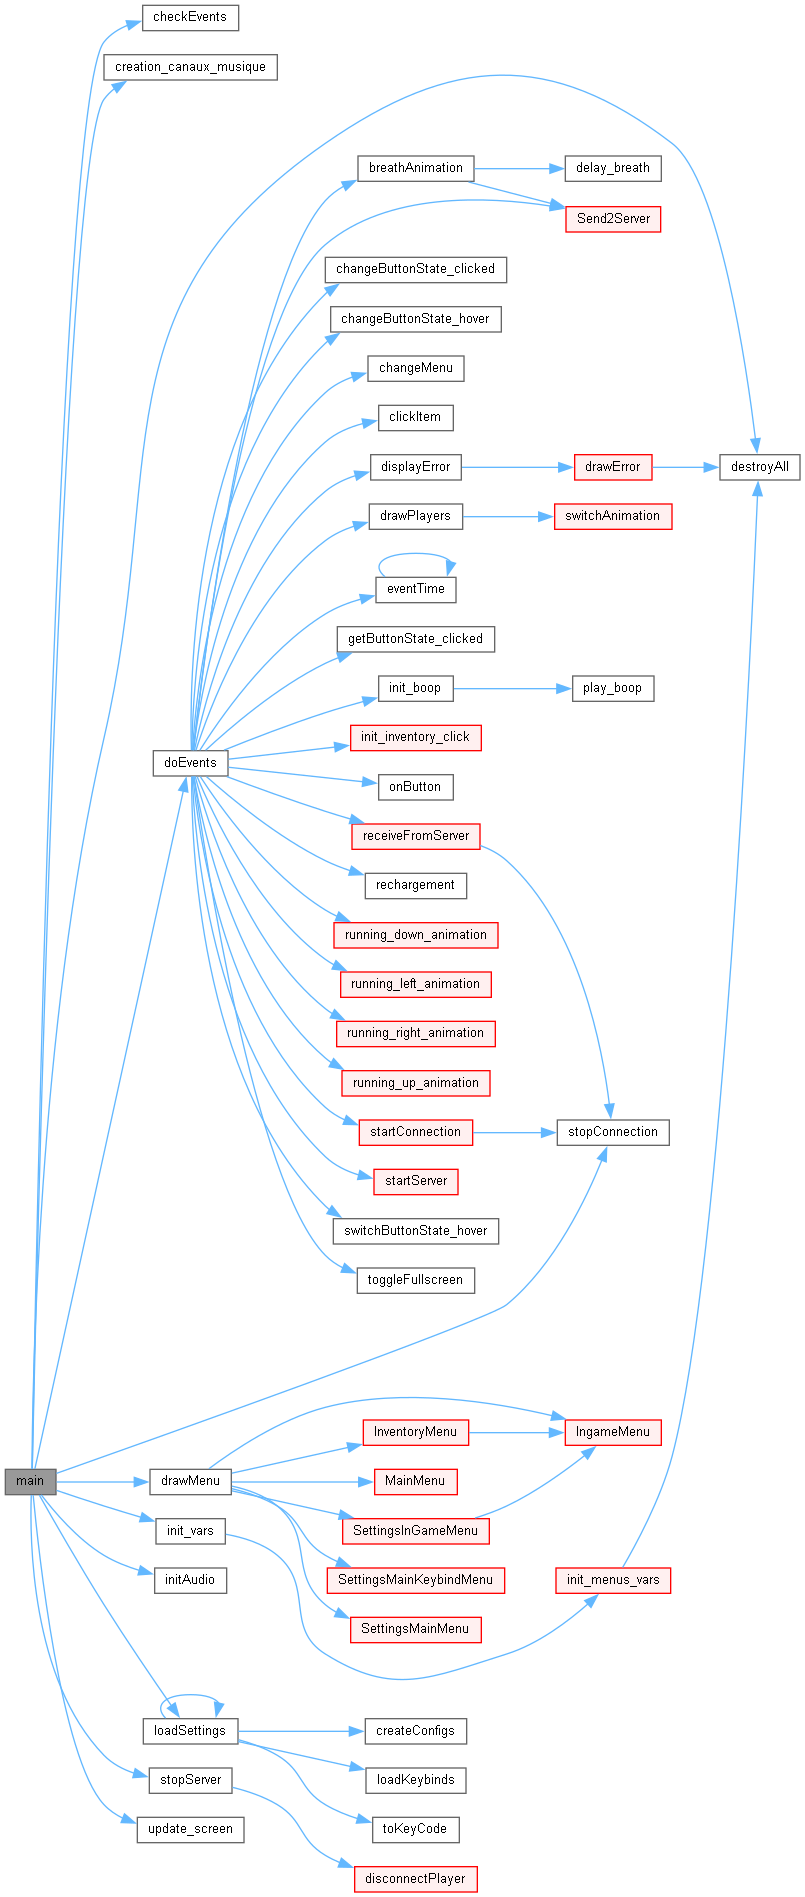 checkEvents
creation_canaux_musique
breathAnimation
delay_breath
Send2Server
changeButtonState_clicked
changeButtonState_hover
changeMenu
clickItem
displayError
drawError
destroyAll
drawPlayers
switchAnimation
eventTime
getButtonState_clicked
init_boop
play_boop
init_inventory_click
doEvents
onButton
receiveFromServer
rechargement
running_down_animation
running_left_animation
running_right_animation
running_up_animation
startConnection
stopConnection
startServer
switchButtonState_hover
toggleFullscreen
InventoryMenu
IngameMenu
main
drawMenu
MainMenu
init_vars
SettingsInGameMenu
initAudio
SettingsMainKeybindMenu
init_menus_vars
SettingsMainMenu
loadSettings
createConfigs
stopServer
loadKeybinds
update_screen
toKeyCode
disconnectPlayer